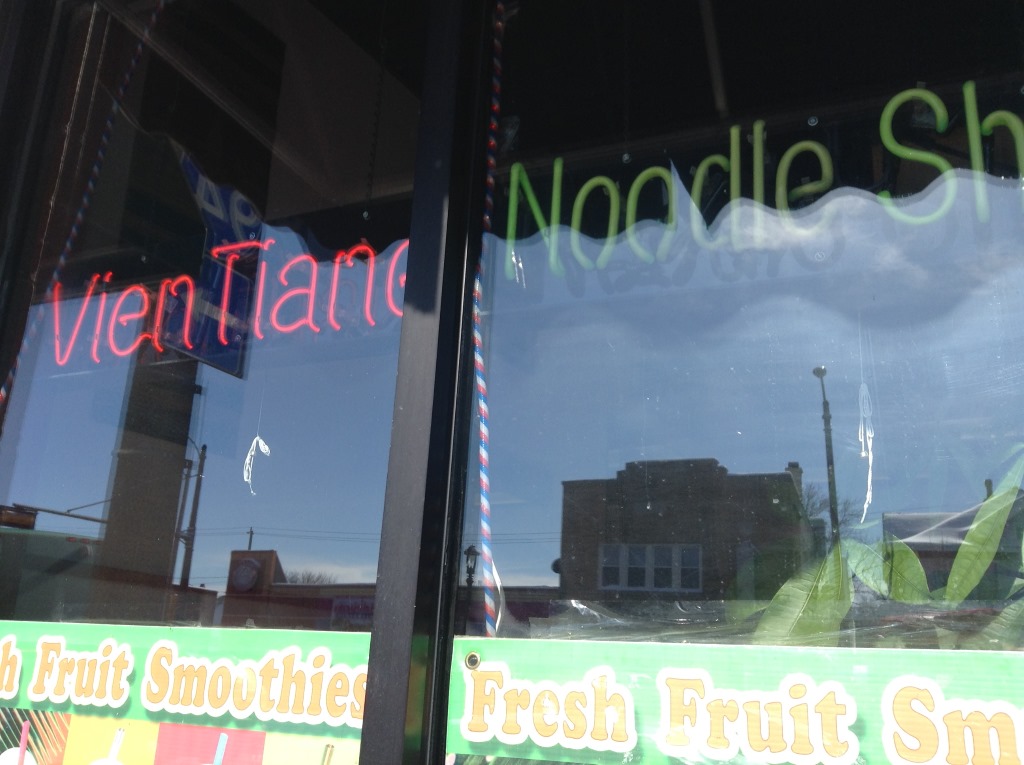 VienTiane
Noodle Sh
h Fruit Smoothies
Fresh Fruit Sm